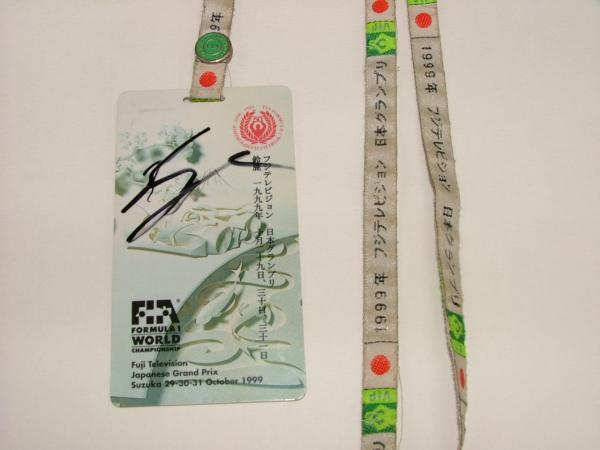 フジテレビジョン 日本グランプリ
鈴鹿 一九九九年 十月二十九日、三十日、三十一日
FIA
FORMULA 1
WORLD
CHAMPIONSHIP
Fuji Television
Japanese Grand Prix
Suzuka 29-30-31 October 1999
VIP
1999年 フジテレビジョン 日本グランプリ
VIP
1999年 フジテレビジョン 日本グランプリ
VIP